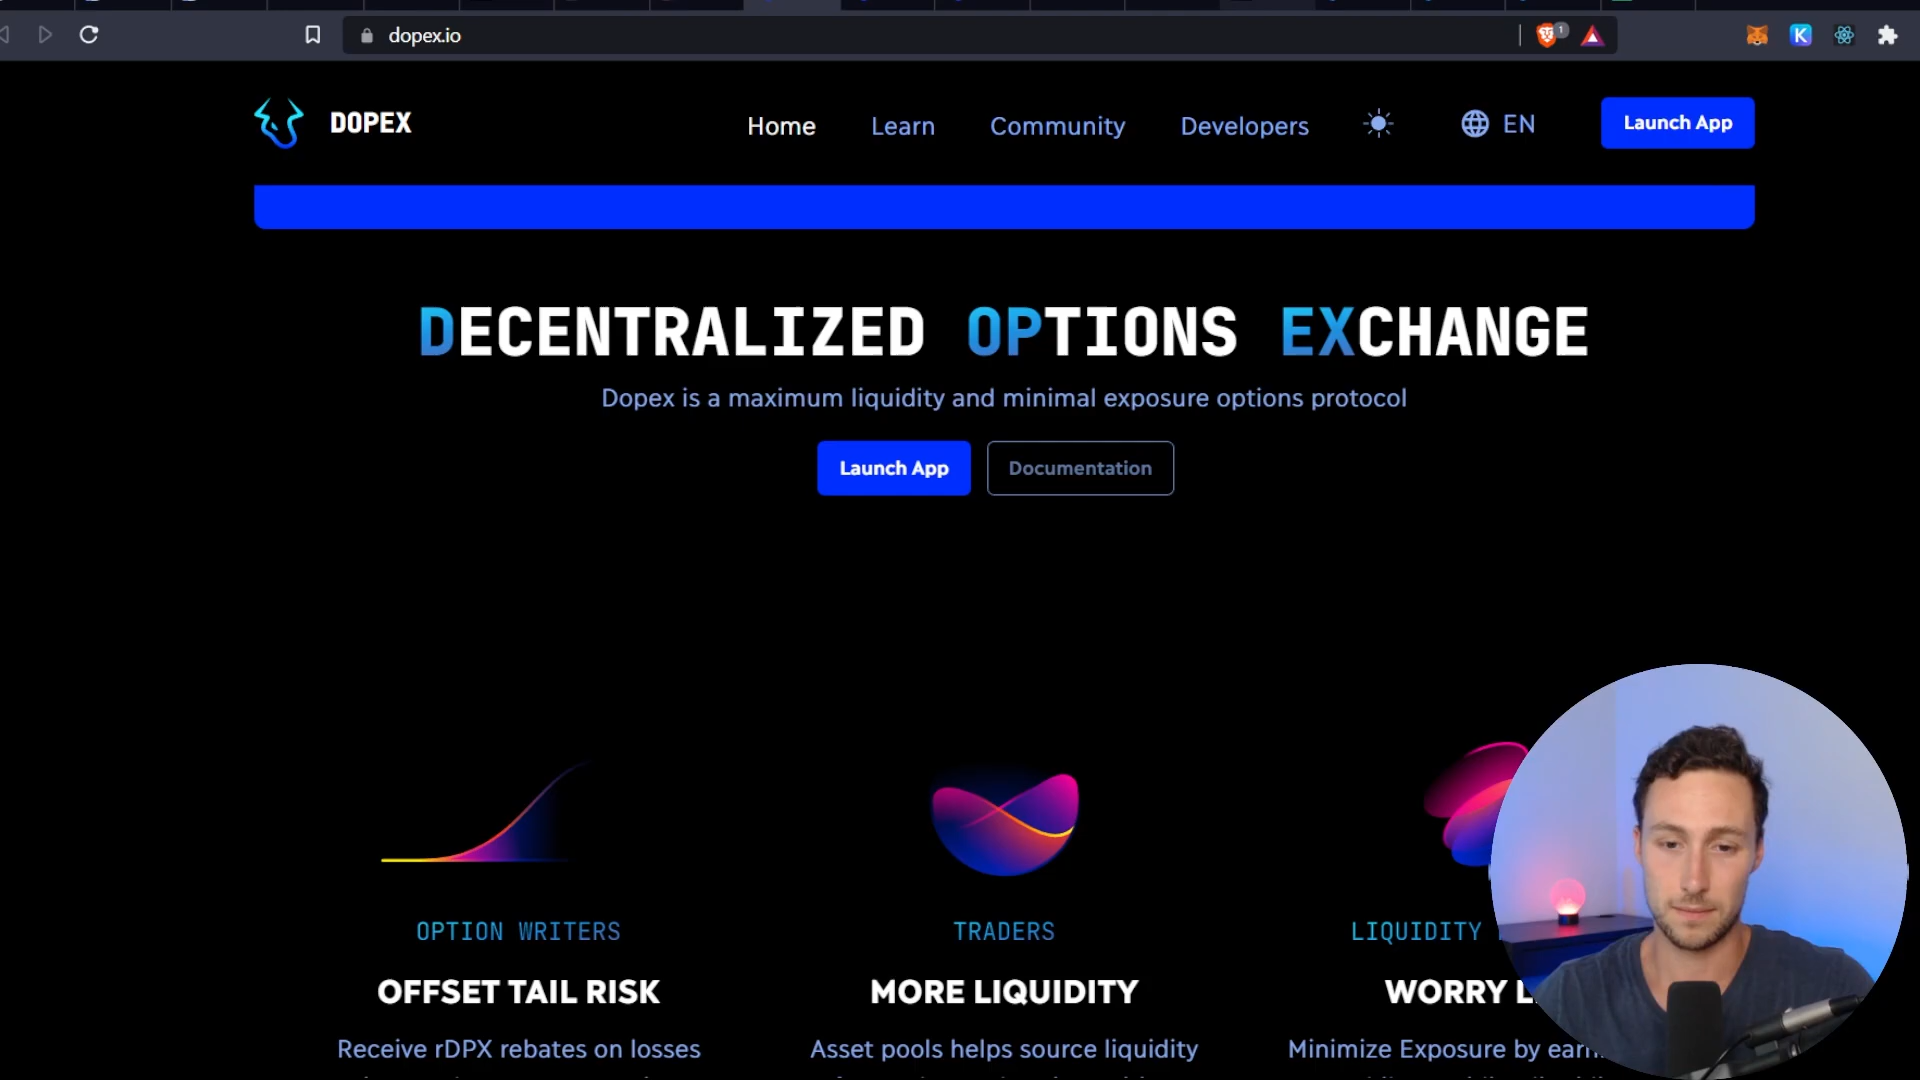 dopex.io
1
K
DOPEX
Home
Learn
Community
Developers
EN
Launch App
DECENTRALIZED OPTIONS EXCHANGE
Dopex is a maximum liquidity and minimal exposure options protocol
Launch App
Documentation
OPTION WRITERS
TRADERS
LIQUIDITY
OFFSET TAIL RISK
MORE LIQUIDITY
WORRY
Receive rDPX rebates on losses
Asset pools helps source liquidity
Minimize Exposure by